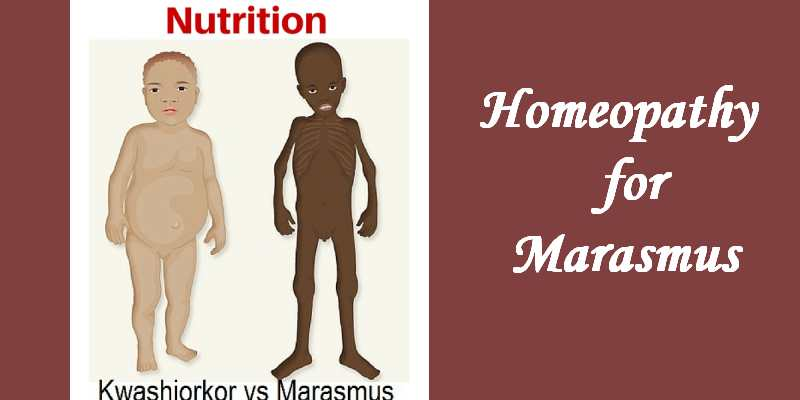 Nutrition
Kwashiorkor vs Marasmus
Homeopathy
for
Marasmus